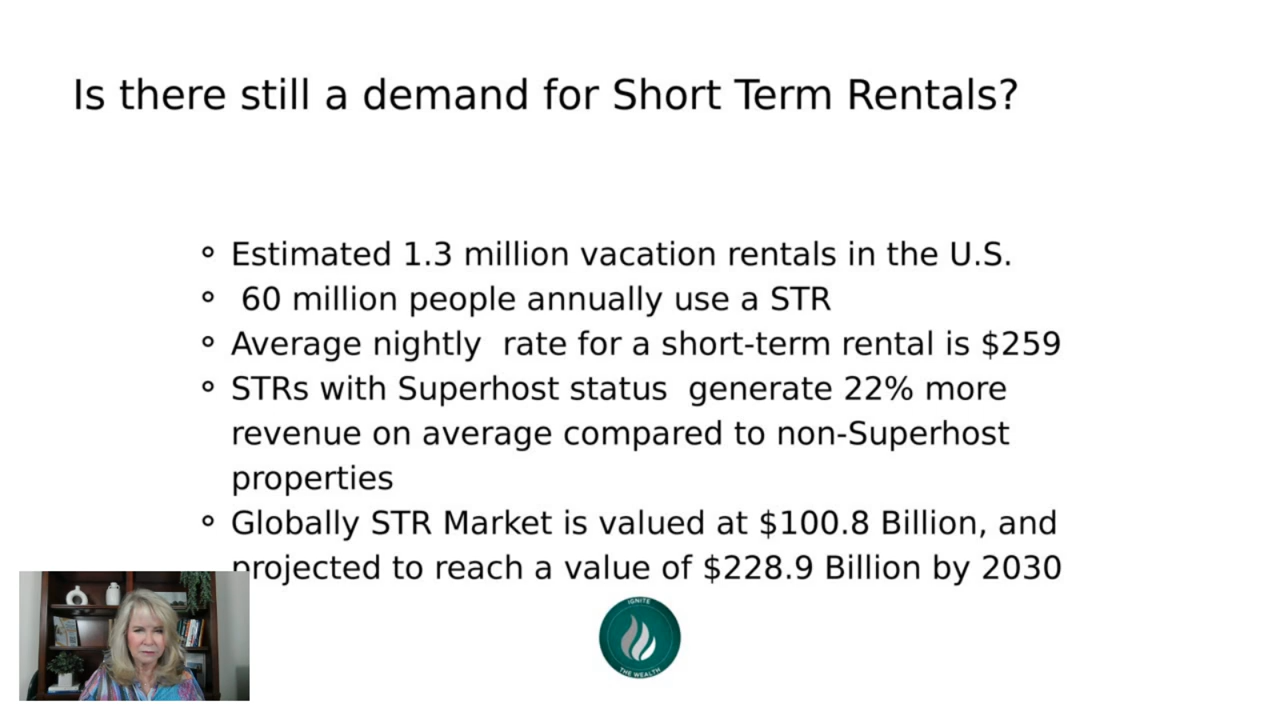 Is there still a demand for Short Term Rentals?
Estimated 1.3 million vacation rentals in the U.S.
60 million people annually use a STR
Average nightly rate for a short-term rental is $259
STRs with Superhost status generate 22% more
revenue on average compared to non-Superhost
properties
Globally STR Market is valued at $100.8 Billion, and
projected to reach a value of $228.9 Billion by 2030
IGNITE
THE WEALTH